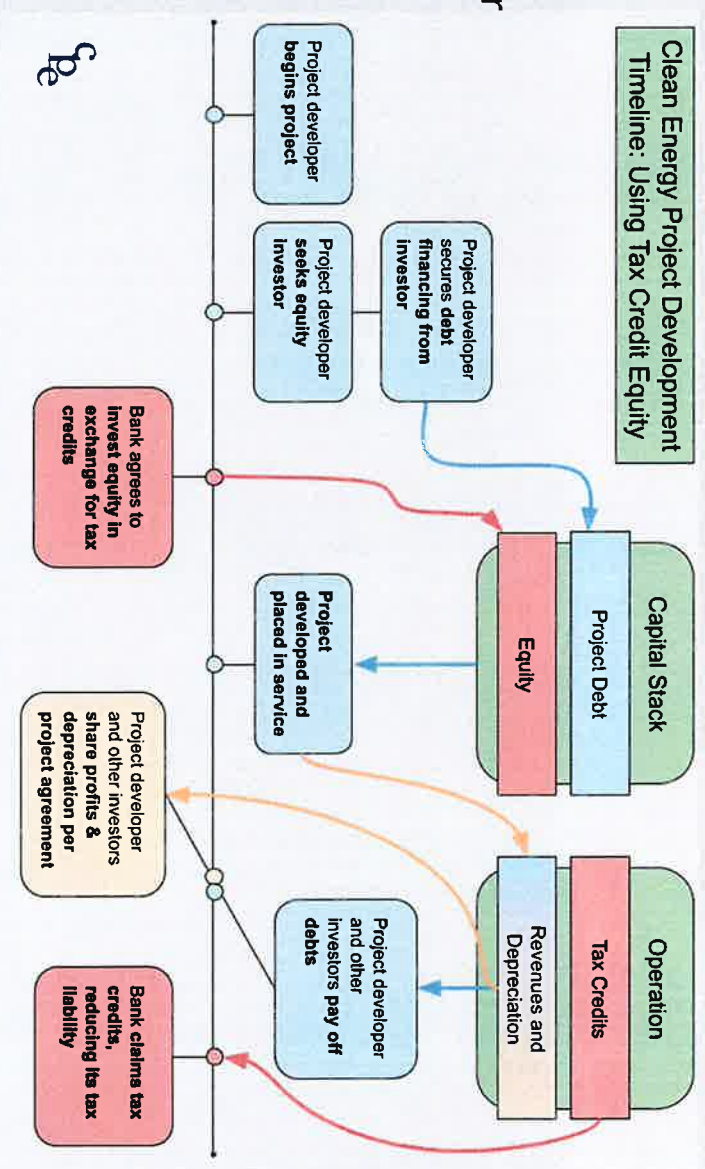 Clean Energy Project Development
Timeline: Using Tax Credit Equity
Capital Stack
Project Debt
Equity
Operation
Tax Credits
Revenues and
Depreciation
Project developer
secures debt
financing from
investor
Project developer
begins project
Project developer
seeks equity
investor
Project
developed and
placed in service
Project developer
and other
investors pay off
debts
Bank agrees to
invest equity in
exchange for tax
credits
Project developer
and other investors
share profits &
depreciation per
project agreement
Bank claims tax
credits,
reducing its tax
liability
cpe